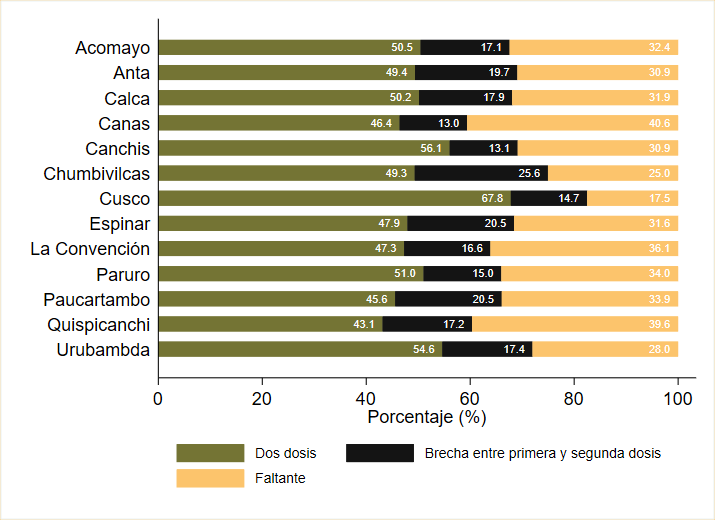 Acomayo 50.5 17.1 32.4
Anta 49.4 19.7 30.9
Calca 50.2 17.9 31.9
Canas 46.4 13.0 40.6
Canchis 56.1 13.1 30.9
Chumbivilcas 49.3 25.6 25.0
Cusco 67.8 14.7 17.5
Espinar 47.9 20.5 31.6
La Convención 47.3 16.6 36.1
Paruro 51.0 15.0 34.0
Paucartambo 45.6 20.5 33.9
Quispicanchi 43.1 17.2 39.6
Urubambda 54.6 17.4 28.0
0 20 40 60 80 100
Porcentaje (%)
Dos dosis Brecha entre primera y segunda dosis
Faltante